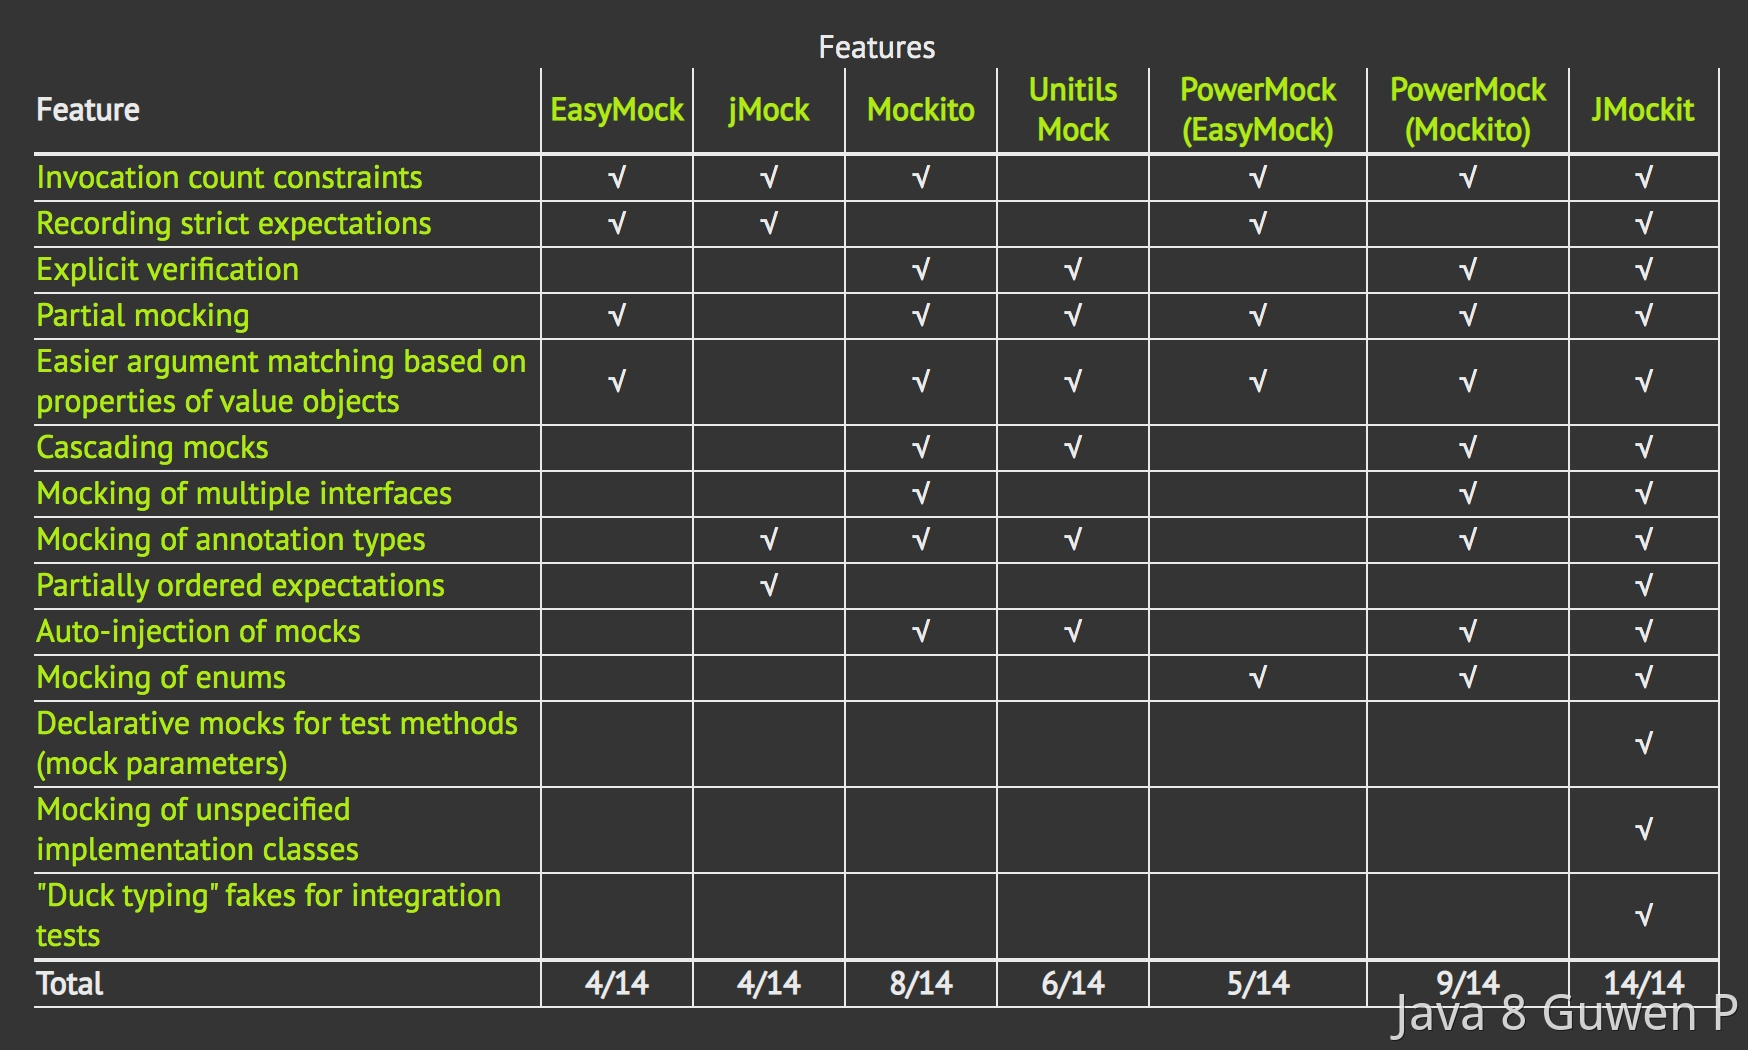 Features
Feature EasyMock jMock Mockito Unitils Mock PowerMock (EasyMock) PowerMock (Mockito) JMockit
Invocation count constraints √ √ √ √ √ √
Recording strict expectations √ √ √ √
Explicit verification √ √ √ √
Partial mocking √ √ √ √ √ √
Easier argument matching based on
properties of value objects √ √ √ √ √ √
Cascading mocks √ √ √ √
Mocking of multiple interfaces √ √ √
Mocking of annotation types √ √ √ √ √
Partially ordered expectations √ √
Auto-injection of mocks √ √ √ √
Mocking of enums √ √ √
Declarative mocks for test methods
(mock parameters) √
Mocking of unspecified
implementation classes √
"Duck typing" fakes for integration
tests √
Total 4/14 4/14 8/14 6/14 5/14 9/14 14/14
Java 8 Guwen P